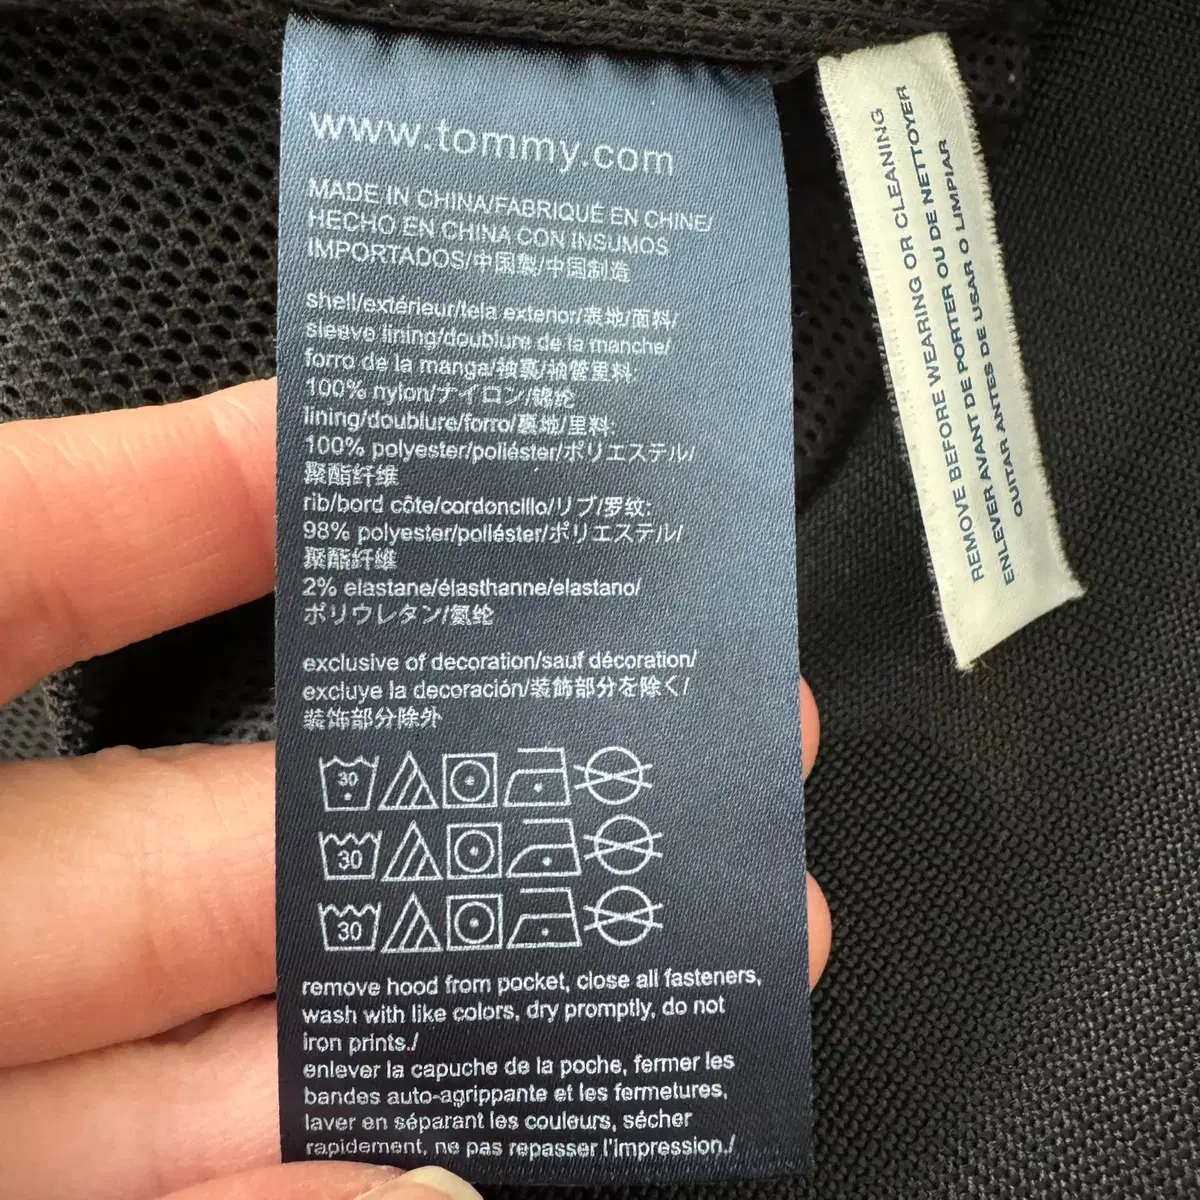 www.tommy.com
MADE IN CHINA/FABRIQUÉ EN CHINE/
HECHO EN CHINA CON INSUMOS
IMPORTADOS/中国製/中国制造
shell/extérieur/tela exterior/表地/面料/
sleeve lining/doublure de la manche/
forro de la manga/袖裏/袖管里料:
100% nylon/ナイロン/锦纶
lining/doublure/forro/裏地/里料:
100% polyester/poliéster/ポリエステル/
聚酯纤维
rib/bord côte/cordoncillo/リブ/罗纹:
98% polyester/poliéster/ポリエステル/
聚酯纤维
2% elastane/élasthanne/elastano/
ポリウレタン/氨纶
exclusive of decoration/sauf décoration/
excluye la decoración/装飾部分を除く/
装饰部分除外
30
30
30
remove hood from pocket, close all fasteners,
wash with like colors, dry promptly, do not
iron prints./
enlever la capuche de la poche, fermer les
bandes auto-agrippante et les fermetures,
laver en séparant les couleurs, sécher
rapidement, ne pas repasser l'impression./
REMOVE BEFORE WEARING OR CLEANING
ENLEVER AVANT DE PORTER OU DE NETTOYER
QUITAR ANTES DE USAR O LIMPIAR